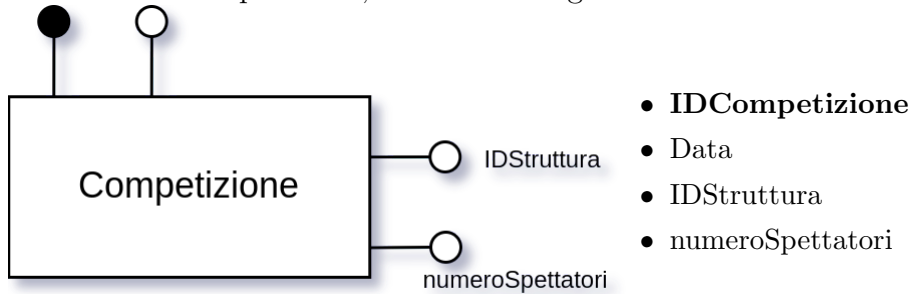 Competizione
IDStruttura
numeroSpettatori
• IDCompetizione
• Data
• IDStruttura
• numeroSpettatori